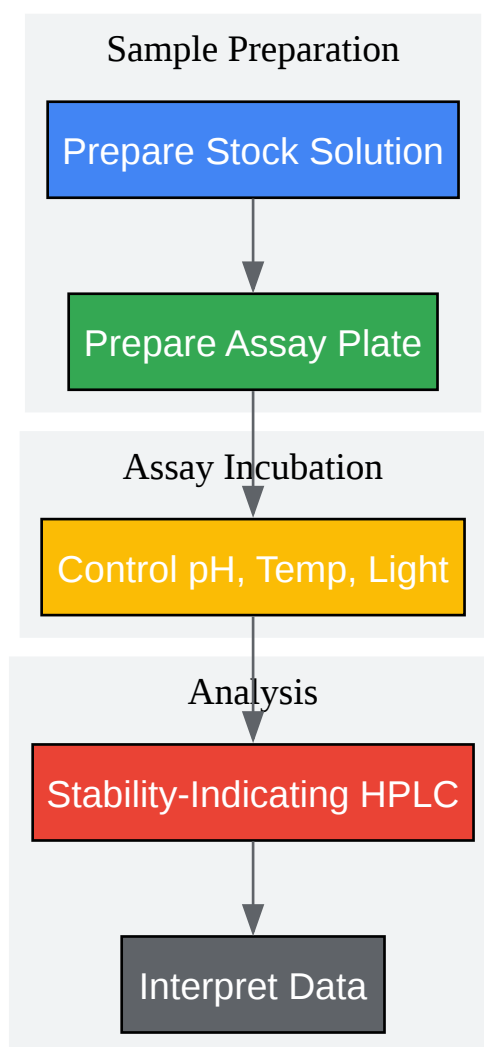 Sample Preparation
Prepare Stock Solution
Prepare Assay Plate
Assay Incubation
Control pH, Temp, Light
Analysis
Stability-Indicating HPLC
Interpret Data